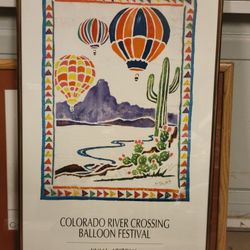 COLORADO RIVER CROSSING
BALLOON FESTIVAL